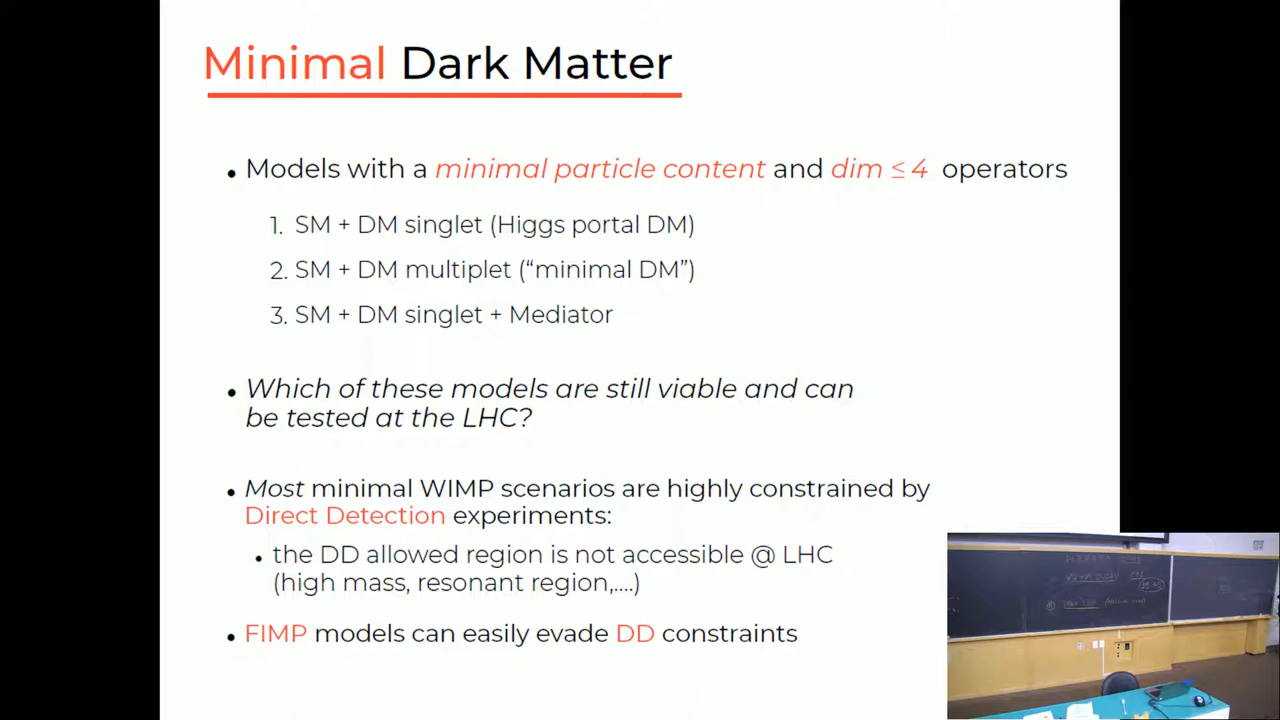 Minimal Dark Matter
• Models with a minimal particle content and dim ≤ 4 operators
1. SM + DM singlet (Higgs portal DM)
2. SM + DM multiplet (“minimal DM”)
3. SM + DM singlet + Mediator
• Which of these models are still viable and can
be tested at the LHC?
• Most minimal WIMP scenarios are highly constrained by
Direct Detection experiments:
• the DD allowed region is not accessible @ LHC
(high mass, resonant region,....)
• FIMP models can easily evade DD constraints